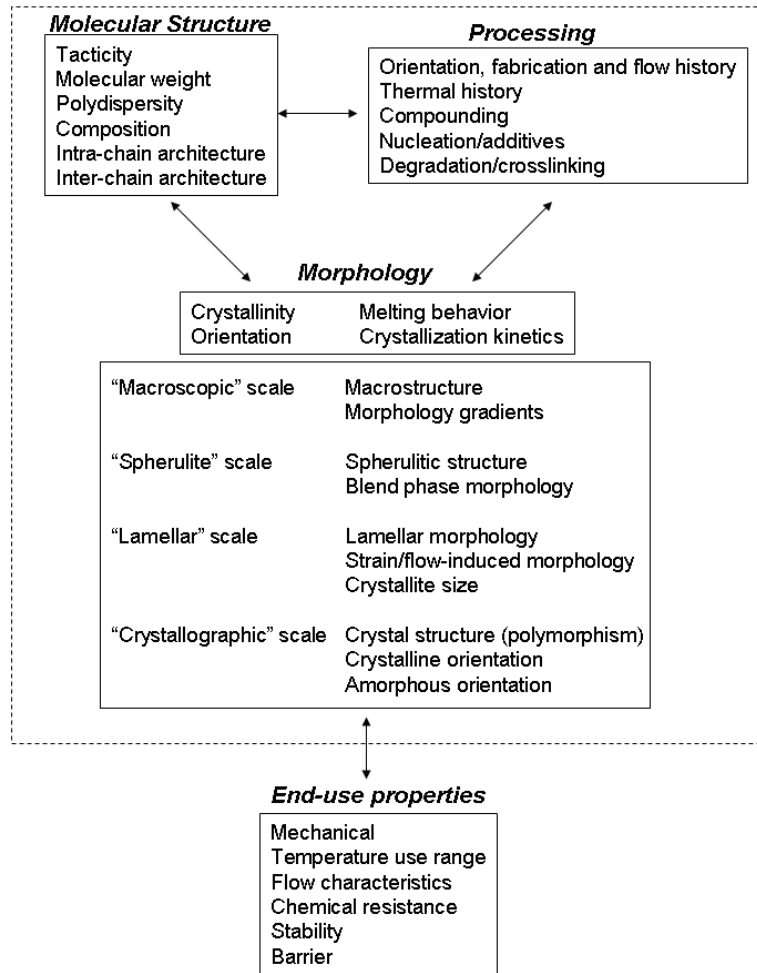 Molecular Structure
Tacticity
Molecular weight
Polydispersity
Composition
Intra-chain architecture
Inter-chain architecture
Processing
Orientation, fabrication and flow history
Thermal history
Compounding
Nucleation/additives
Degradation/crosslinking
Morphology
Crystallinity Melting behavior
Orientation Crystallization kinetics
“Macroscopic” scale Macrostructure
Morphology gradients
“Spherulite” scale Spherulitic structure
Blend phase morphology
“Lamellar” scale Lamellar morphology
Strain/flow-induced morphology
Crystallite size
“Crystallographic” scale Crystal structure (polymorphism)
Crystalline orientation
Amorphous orientation
End-use properties
Mechanical
Temperature use range
Flow characteristics
Chemical resistance
Stability
Barrier